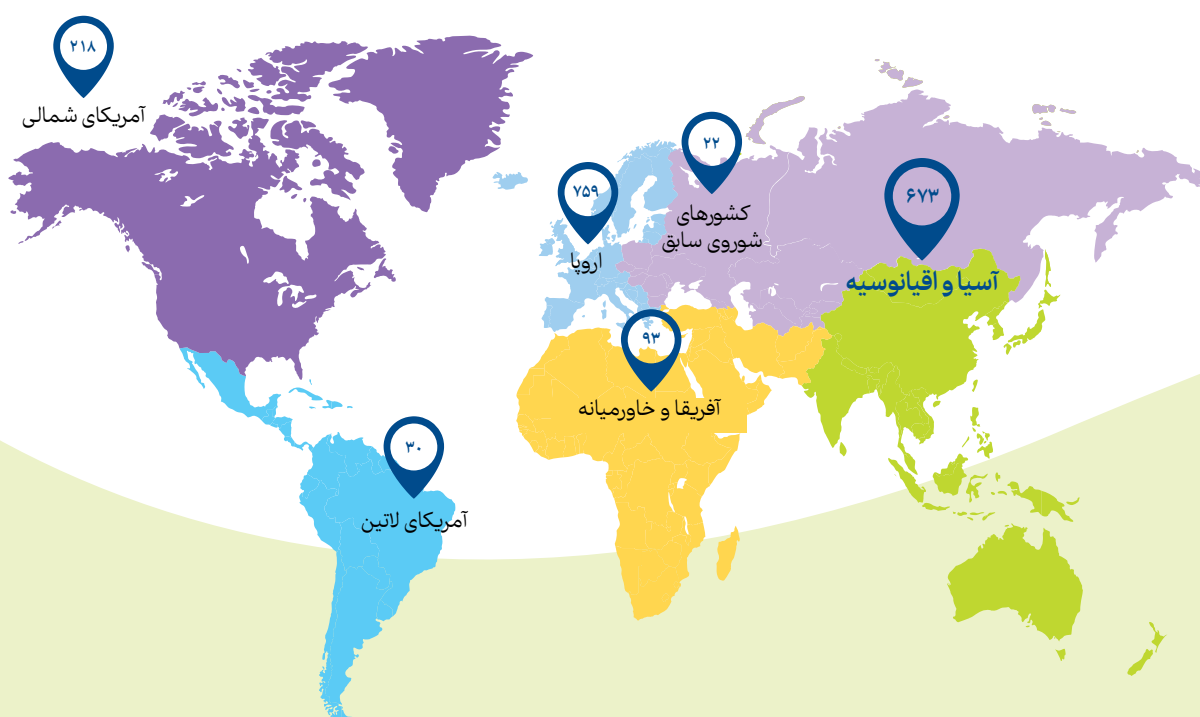 ۲۱۸
آمریکای شمالی
۲۲
کشورهای
شوروی سابق
۷۵۹
اروپا
۶۷۳
آسیا و اقیانوسیه
۹۳
آفریقا و خاورمیانه
۳۰
آمریکای لاتین